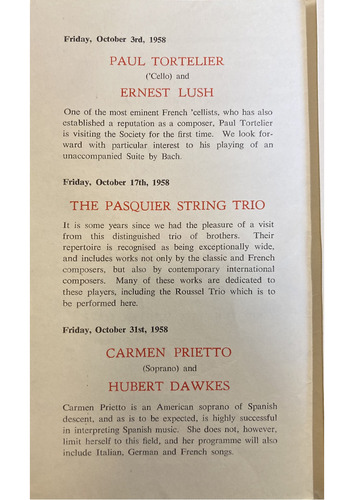 Friday, October 3rd, 1958
PAUL TORTELIER
('Cello) and
ERNEST LUSH
One of the most eminent French 'cellists, who has also
established a reputation as a composer, Paul Tortelier
is visiting the Society for the first time. We look for-
ward with particular interest to his playing of an
unaccompanied Suite by Bach.
Friday, October 17th, 1958
THE PASQUIER STRING TRIO
It is some years since we had the pleasure of a visit
from this distinguished trio of brothers. Their
repertoire is recognised as being exceptionally wide,
and includes works not only by the classic and French
composers, but also by contemporary international
composers. Many of these works are dedicated to
these players, including the Roussel Trio which is to
be performed here.
Friday, October 31st, 1958
CARMEN PRIETTO
(Soprano) and
HUBERT DAWKES
Carmen Prietto is an American soprano of Spanish
descent, and as is to be expected, is highly successful
in interpreting Spanish music. She does not, however,
limit herself to this field, and her programme will also
include Italian, German and French songs.